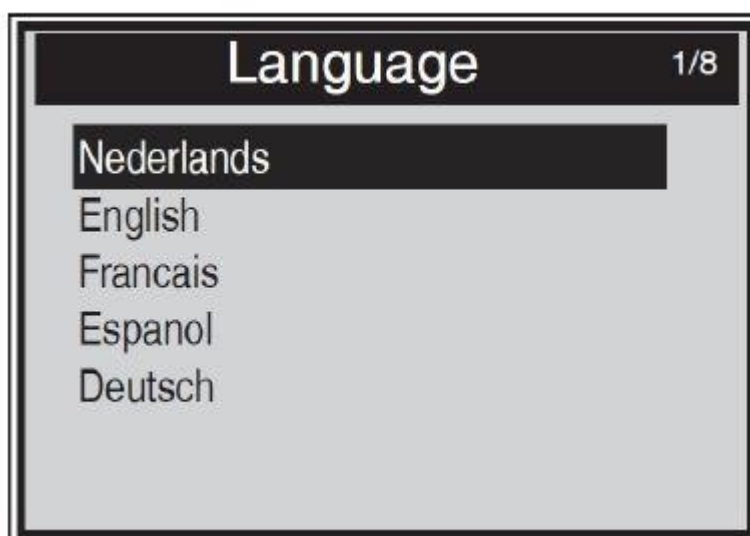 Language 1/8
Nederlands
English
Francais
Espanol
Deutsch